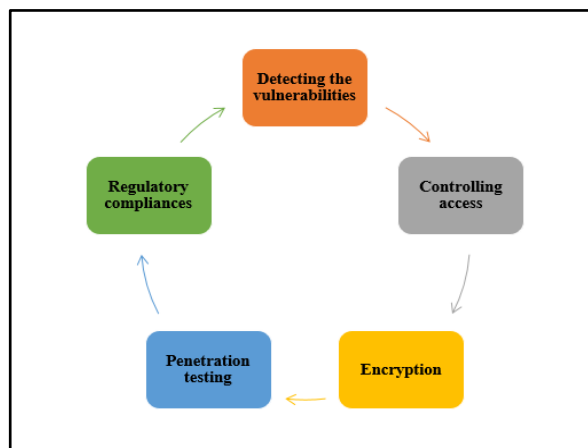 Detecting the
vulnerabilities
Controlling
access
Encryption
Penetration
testing
Regulatory
compliances